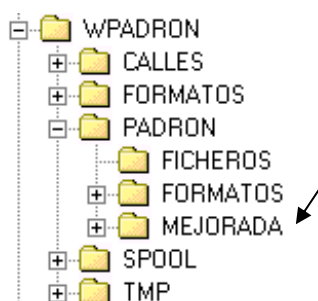 WPADRON
CALLES
FORMATOS
PADRON
FICHEROS
FORMATOS
MEJORADA
SPOOL
TMP